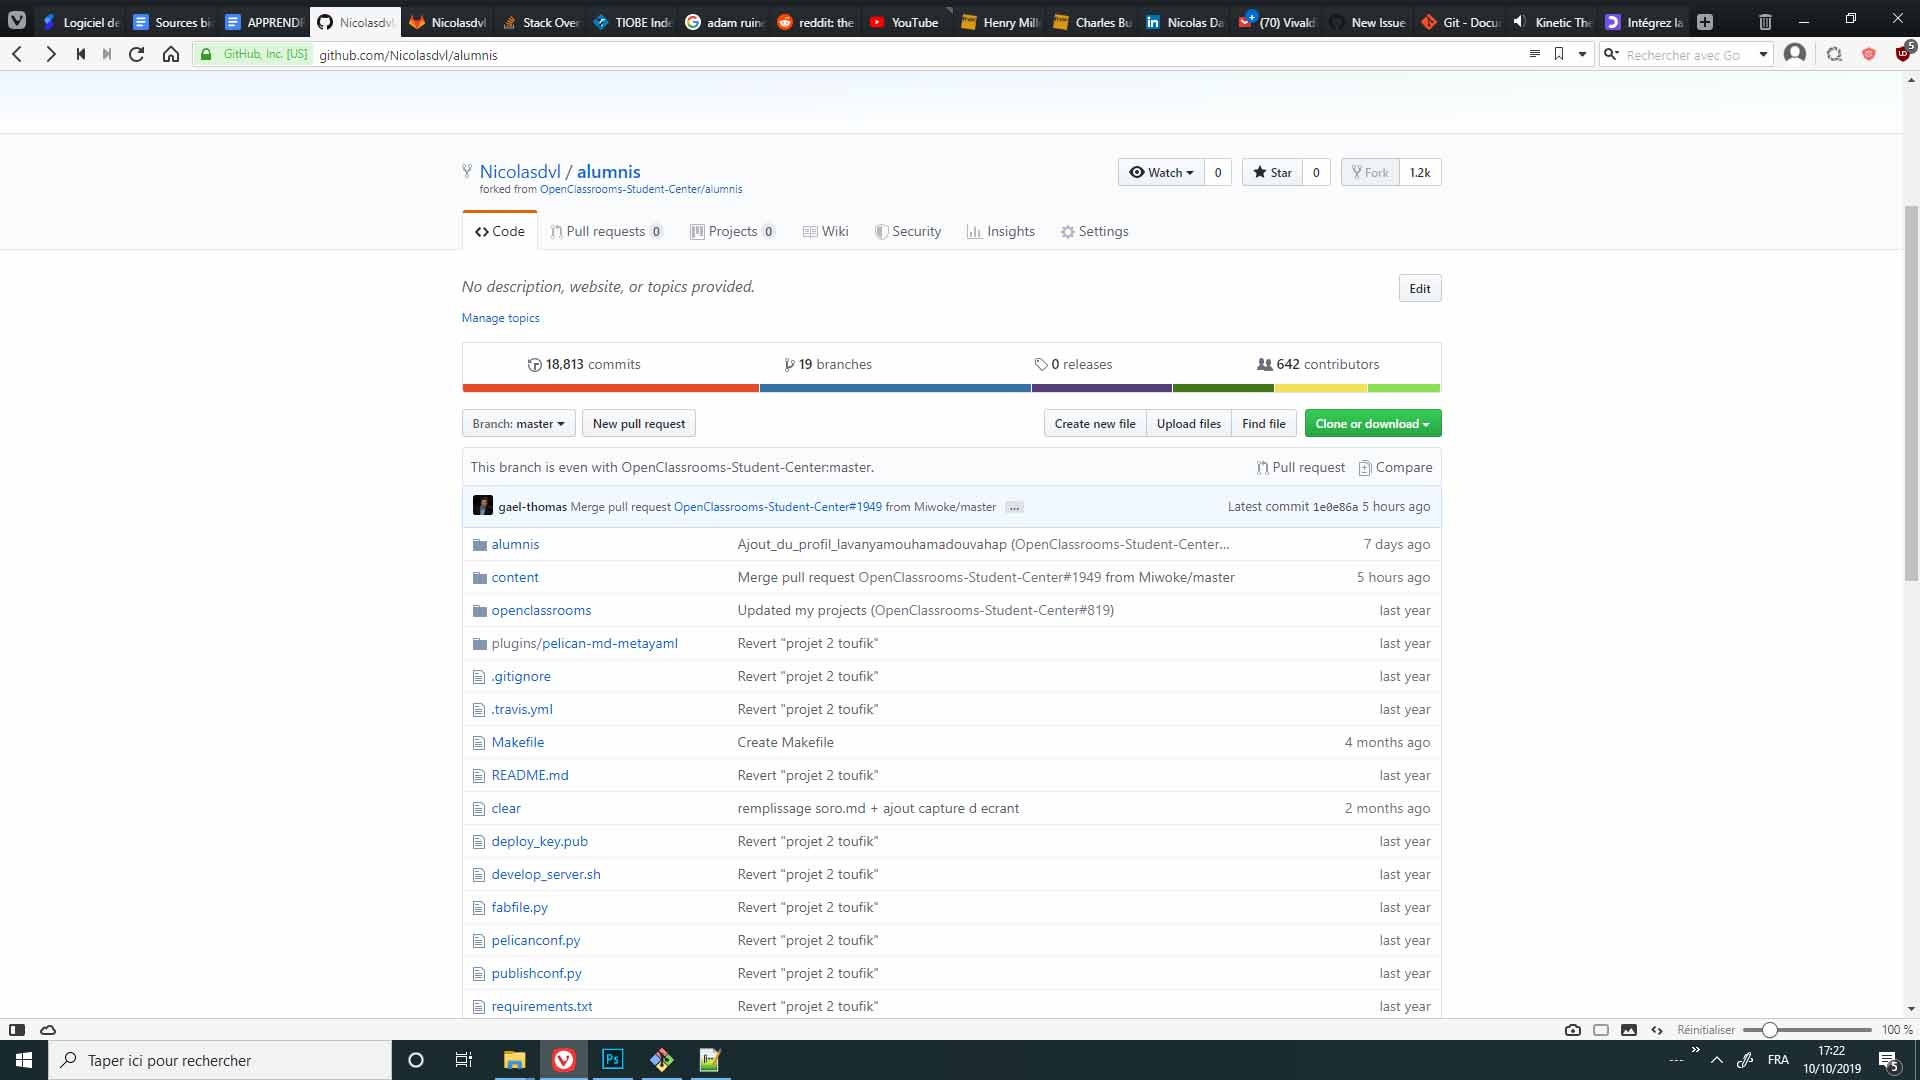 Logiciel de
Sources bi
APPRENDR
Nicolasdvl
Nicolasdvl
Stack Over
TIOBE Inde
adam ruin
reddit: the
YouTube
Henry Mill
Charles Bu
Nicolas Da
(70) Vivald
New Issue
Git - Docu
Kinetic The
Intégrez la
GitHub, Inc. [US] github.com/Nicolasdvl/alumnis
Rechercher avec Go
5
Nicolasdvl / alumnis
Watch 0 Star 0 Fork 1.2k
forked from OpenClassrooms-Student-Center/alumnis
Code Pull requests 0 Projects 0 Wiki Security Insights Settings
No description, website, or topics provided.
Edit
Manage topics
18,813 commits 19 branches 0 releases 642 contributors
Branch: master New pull request Create new file Upload files Find file Clone or download
This branch is even with OpenClassrooms-Student-Center:master. Pull request Compare
gael-thomas Merge pull request OpenClassrooms-Student-Center#1949 from Miwoke/master ... Latest commit 1e0e86a 5 hours ago
alumnis Ajout_du_profil_lavanyamouhamadouvahap (OpenClassrooms-Student-Center... 7 days ago
content Merge pull request OpenClassrooms-Student-Center#1949 from Miwoke/master 5 hours ago
openclassrooms Updated my projects (OpenClassrooms-Student-Center#819) last year
plugins/pelican-md-metayaml Revert "projet 2 toufik" last year
.gitignore Revert "projet 2 toufik" last year
.travis.yml Revert "projet 2 toufik" last year
Makefile Create Makefile 4 months ago
README.md Revert "projet 2 toufik" last year
clear remplissage soro.md + ajout capture d ecrant 2 months ago
deploy_key.pub Revert "projet 2 toufik" last year
develop_server.sh Revert "projet 2 toufik" last year
fabfile.py Revert "projet 2 toufik" last year
pelicanconf.py Revert "projet 2 toufik" last year
publishconf.py Revert "projet 2 toufik" last year
requirements.txt Revert "projet 2 toufik" last year
Réinitialiser 100 %
Taper ici pour rechercher
Ps
FRA
17:22
10/10/2019
5